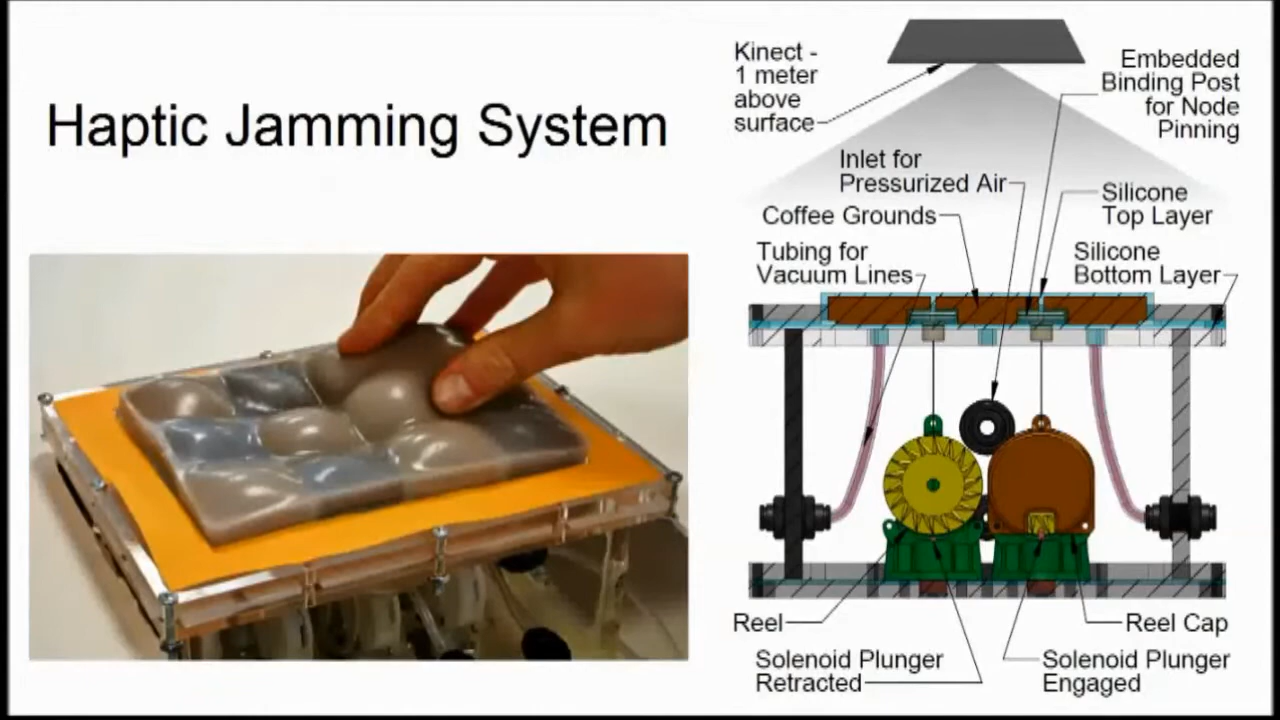 Haptic Jamming System
Kinect -
1 meter
above
surface
Embedded
Binding Post
for Node
Pinning
Inlet for
Pressurized Air
Coffee Grounds
Silicone
Top Layer
Tubing for
Vacuum Lines
Silicone
Bottom Layer
Reel
Reel Cap
Solenoid Plunger
Retracted
Solenoid Plunger
Engaged